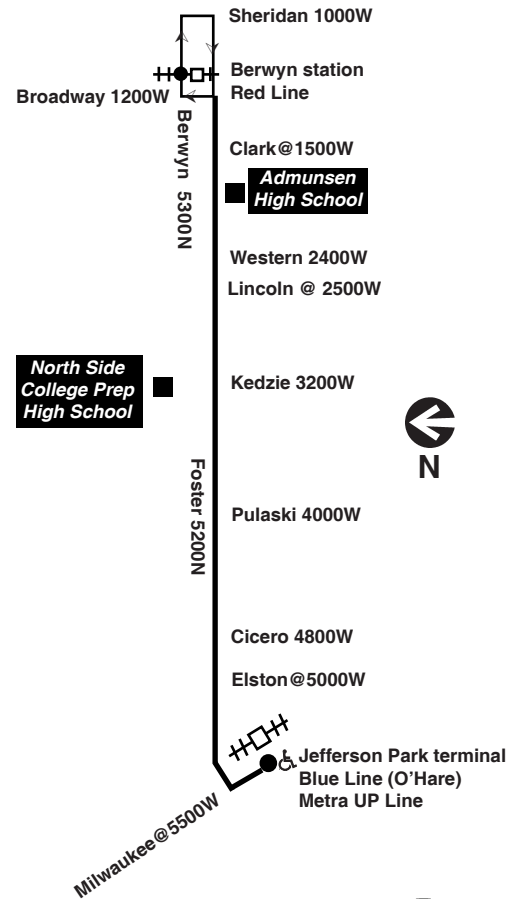 Sheridan 1000W
Berwyn station
Red Line
Broadway 1200W
Berwyn 5300N
Clark@1500W
Admunsen
High School
Western 2400W
Lincoln @ 2500W
North Side
College Prep
High School
Kedzie 3200W
N
Foster 5200N
Pulaski 4000W
Cicero 4800W
Elston@5000W
Jefferson Park terminal
Blue Line (O'Hare)
Metra UP Line
Milwaukee@5500W